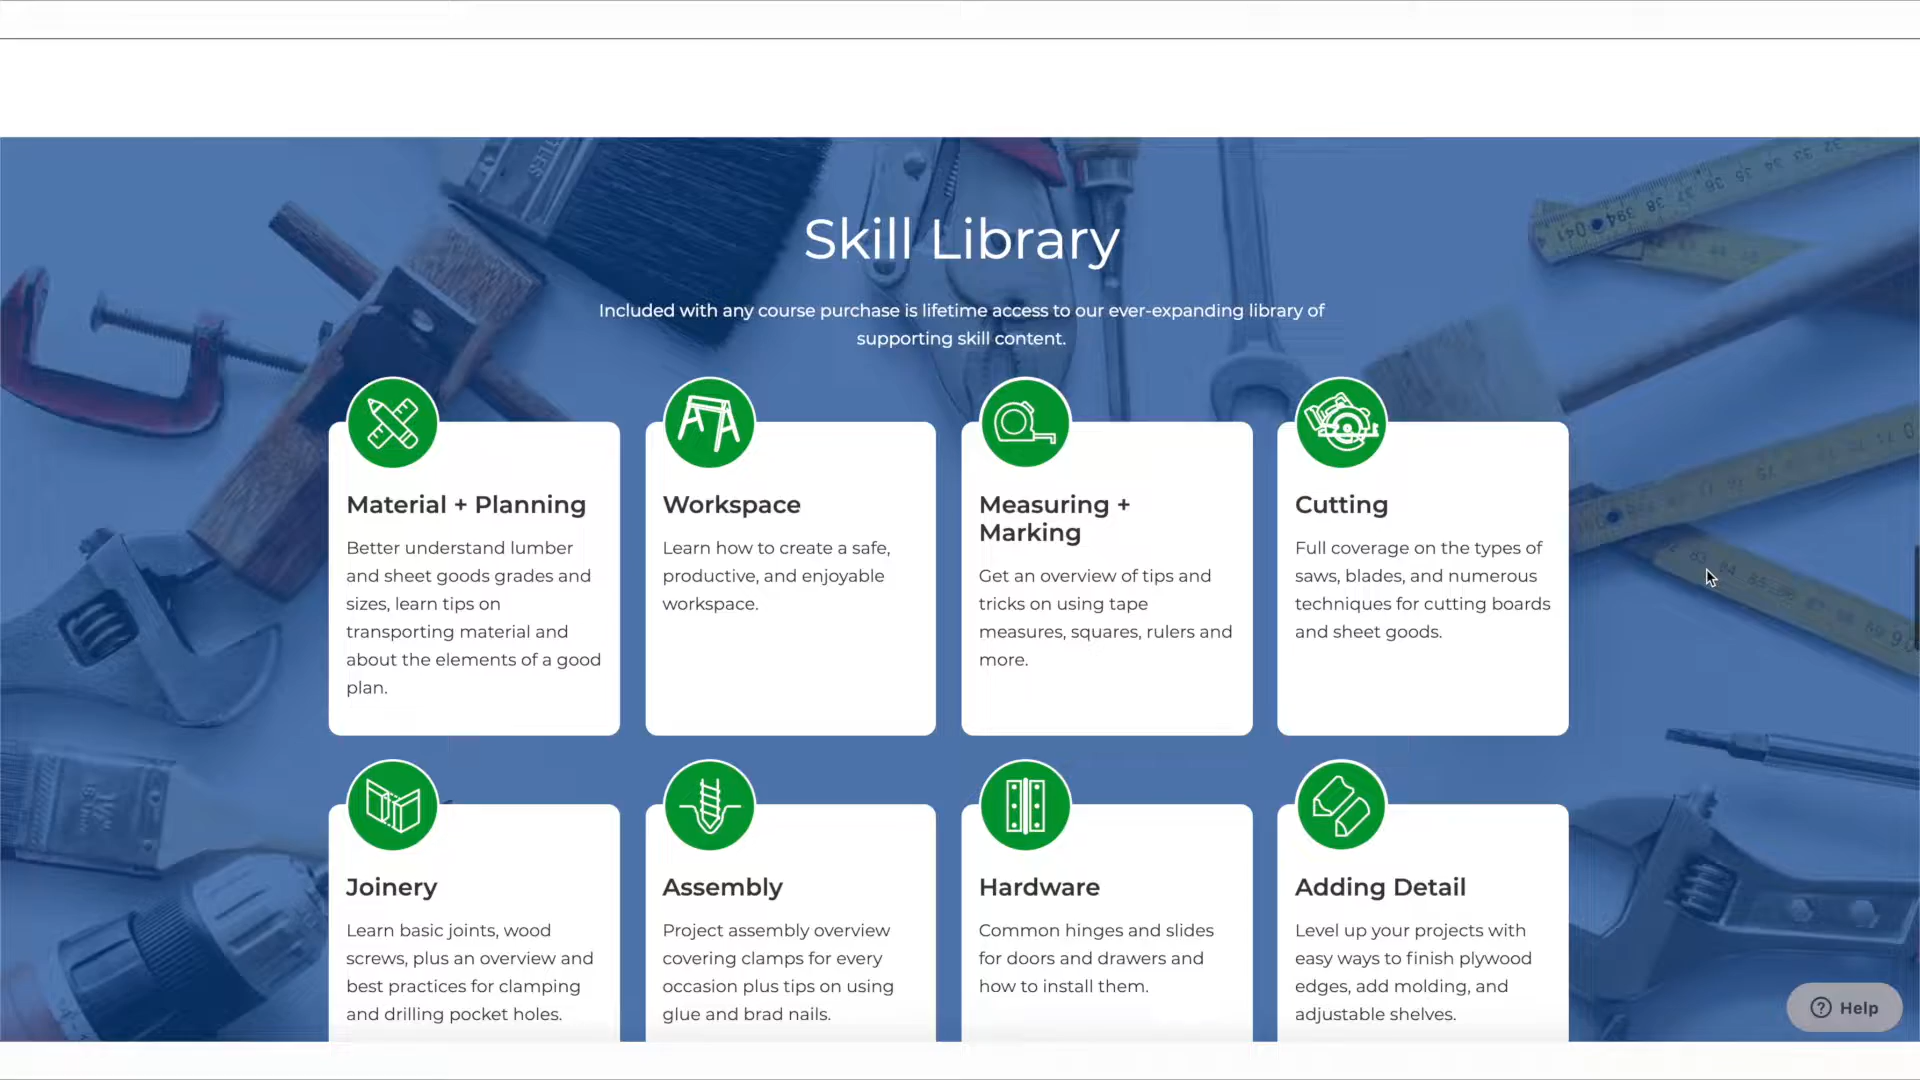 Skill Library
Included with any course purchase is lifetime access to our ever-expanding library of
supporting skill content.
Material + Planning
Better understand lumber
and sheet goods grades and
sizes, learn tips on
transporting material and
about the elements of a good
plan.
Workspace
Learn how to create a safe,
productive, and enjoyable
workspace.
Measuring +
Marking
Get an overview of tips and
tricks on using tape
measures, squares, rulers and
more.
Cutting
Full coverage on the types of
saws, blades, and numerous
techniques for cutting boards
and sheet goods.
Joinery
Learn basic joints, wood
screws, plus an overview and
best practices for clamping
and drilling pocket holes.
Assembly
Project assembly overview
covering clamps for every
occasion plus tips on using
glue and brad nails.
Hardware
Common hinges and slides
for doors and drawers and
how to install them.
Adding Detail
Level up your projects with
easy ways to finish plywood
edges, add molding, and
adjustable shelves.
Help